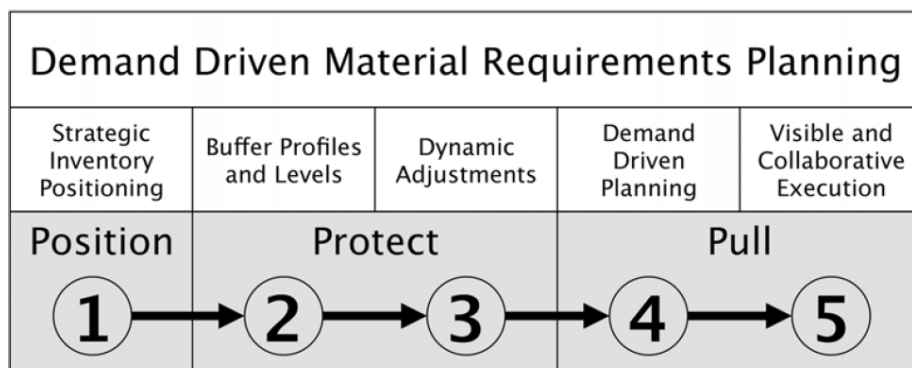 Demand Driven Material Requirements Planning
Strategic
Inventory
Positioning
Buffer Profiles
and Levels
Dynamic
Adjustments
Demand
Driven
Planning
Visible and
Collaborative
Execution
Position
Protect
Pull
1
2
3
4
5